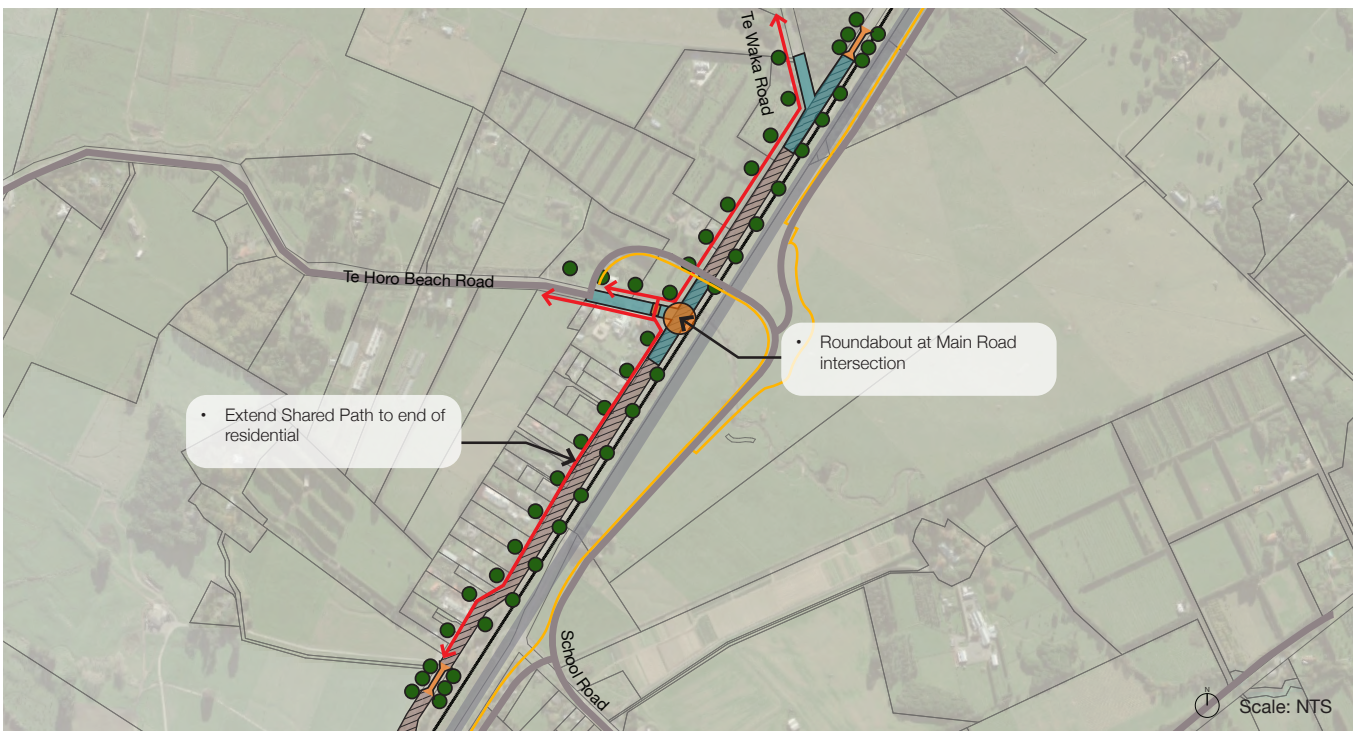 Te Waka Road
Te Horo Beach Road
• Roundabout at Main Road
intersection
• Extend Shared Path to end of
residential
School Road
N
Scale: NTS